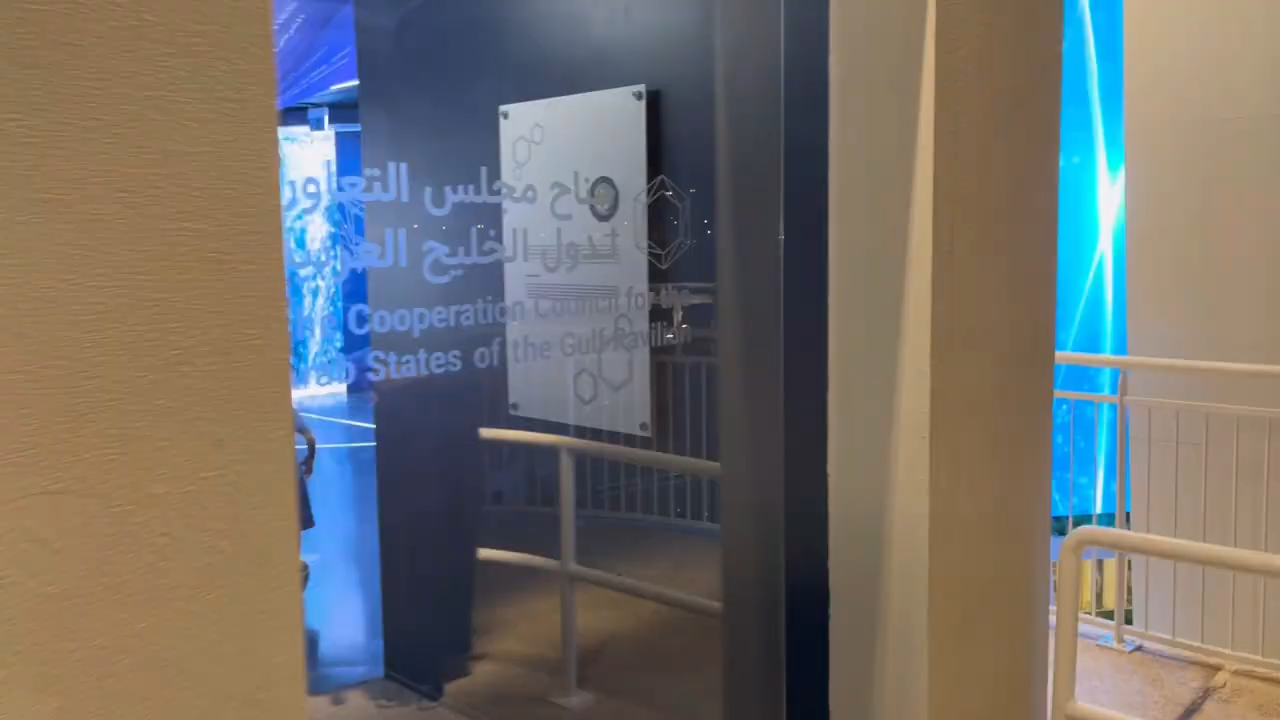 جناح مجلس التعاون
لدول الخليج العربية
Cooperation Council for the
States of the Gulf Pavilion